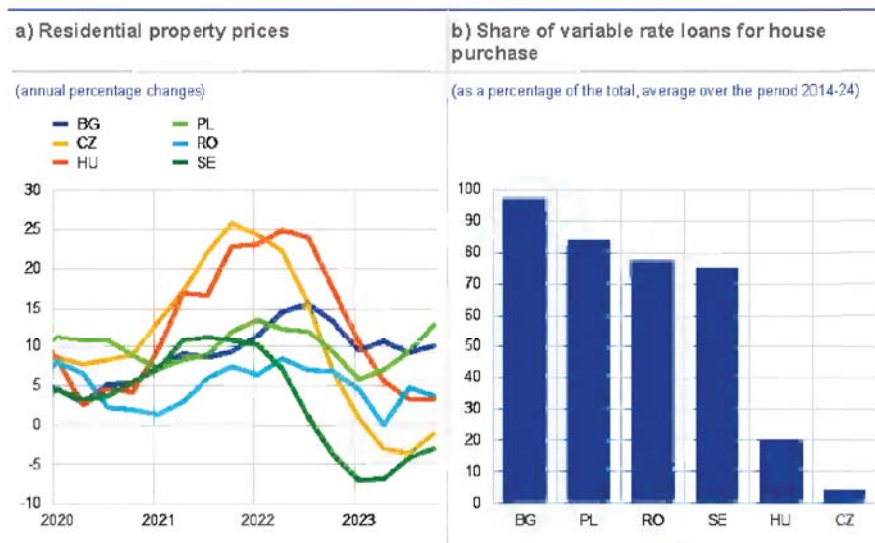 a) Residential property prices
(annual percentage changes)
BG
CZ
HU
PL
RO
SE
30
25
20
15
10
5
0
-5
-10
2020
2021
2022
2023
b) Share of variable rate loans for house
purchase
(as a percentage of the total, average over the period 2014-24)
100
90
80
70
60
50
40
30
20
10
0
BG
PL
RO
SE
HU
CZ